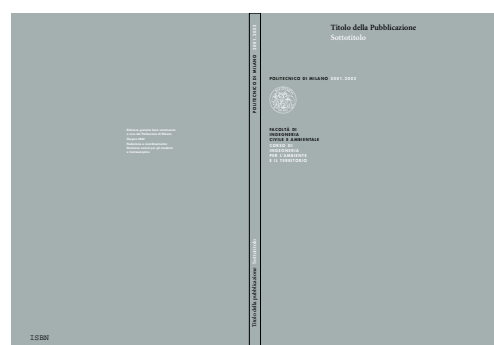 ISBN
POLITECNICO DI MILANO 2001.2002
Titolo della pubblicazione Sottotitolo
Titolo della Pubblicazione
Sottotitolo
POLITECNICO DI MILANO 2001.2002
FACOLTÀ DI
INGEGNERIA
CIVILE E AMBIENTALE
CORSO DI
INGEGNERIA
PER L'AMBIENTE
E IL TERRITORIO